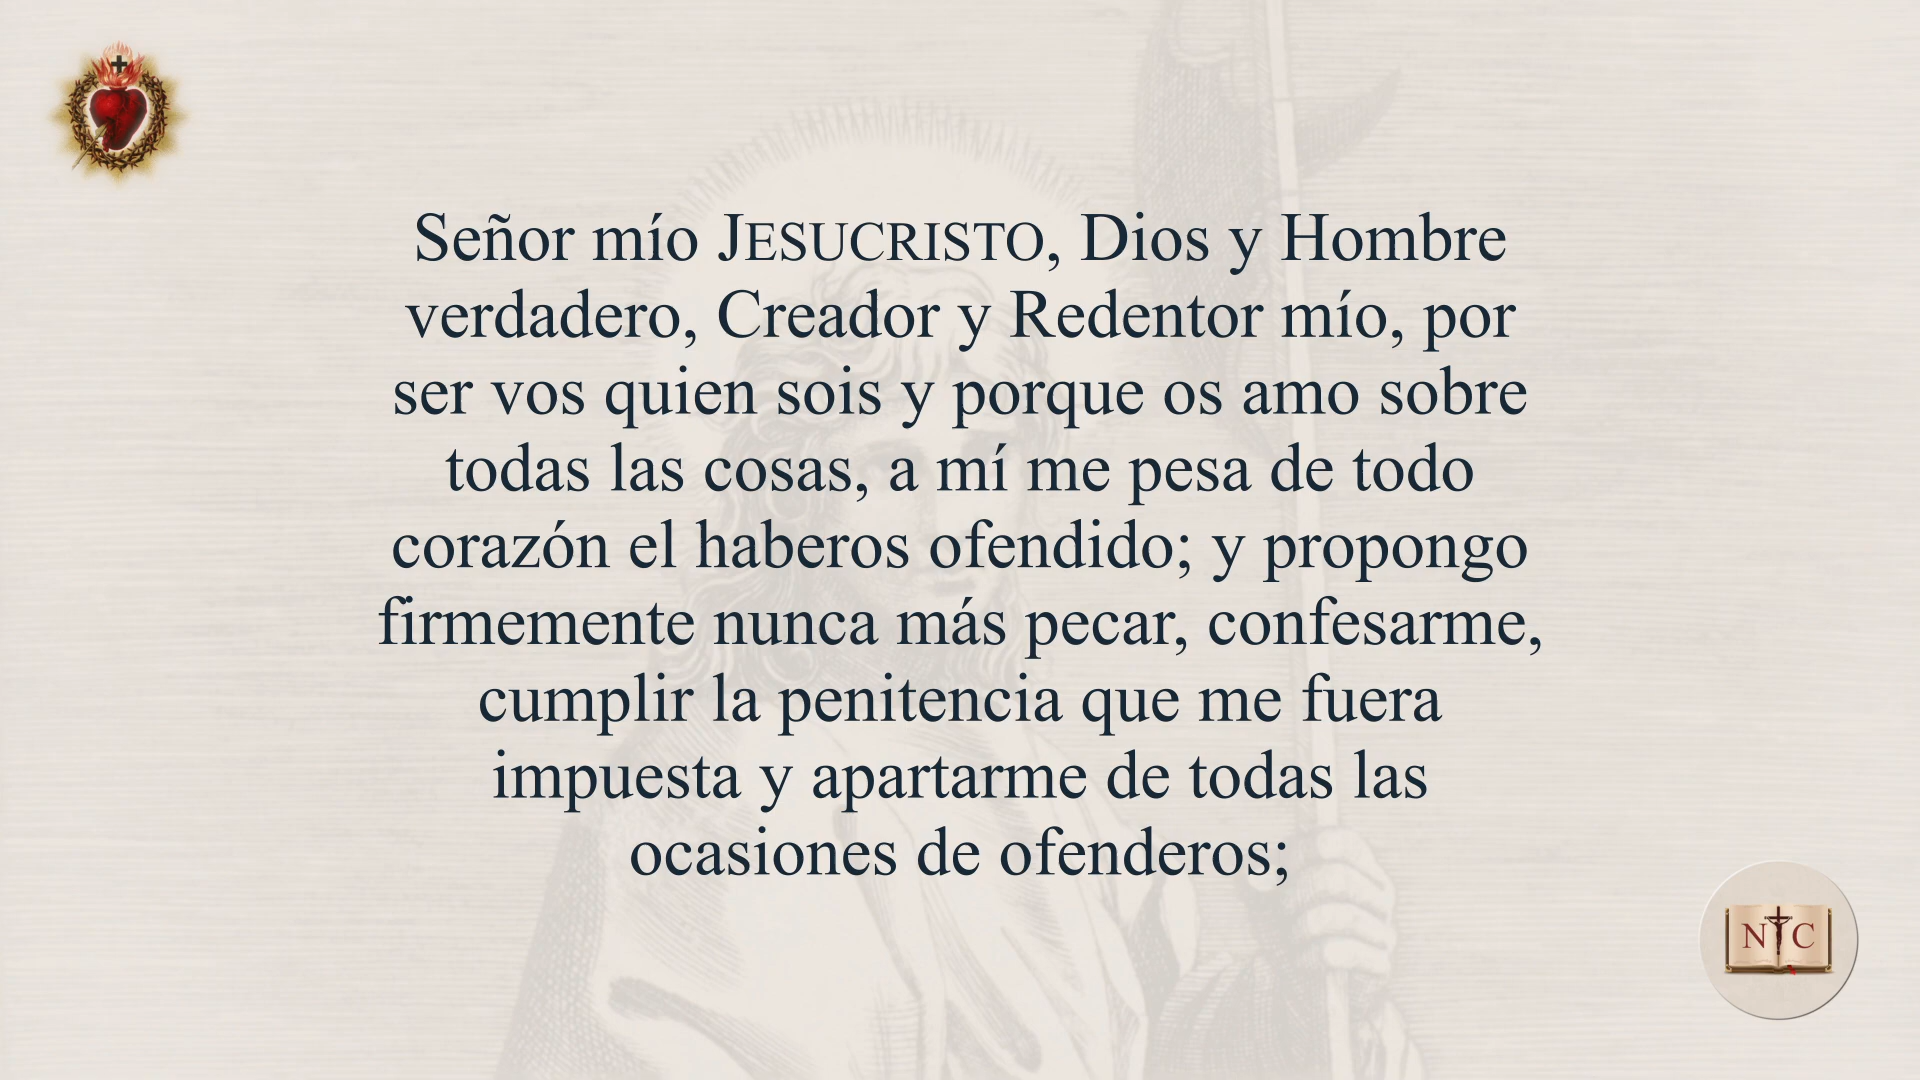 Señor mío JESUCRISTO, Dios y Hombre
verdadero, Creador y Redentor mío, por
ser vos quien sois y porque os amo sobre
todas las cosas, a mí me pesa de todo
corazón el haberos ofendido; y propongo
firmemente nunca más pecar, confesarme,
cumplir la penitencia que me fuera
impuesta y apartarme de todas las
ocasiones de ofenderos;
N C